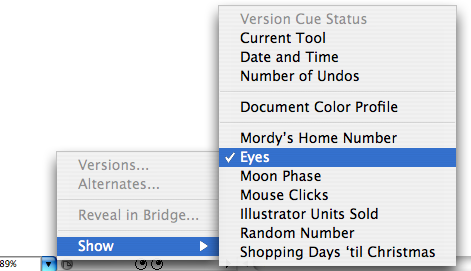 Version Cue Status
Current Tool
Date and Time
Number of Undos
Document Color Profile
Mordy's Home Number
Eyes
Moon Phase
Mouse Clicks
Illustrator Units Sold
Random Number
Shopping Days 'til Christmas
Versions...
Alternates...
Reveal in Bridge...
Show
89%